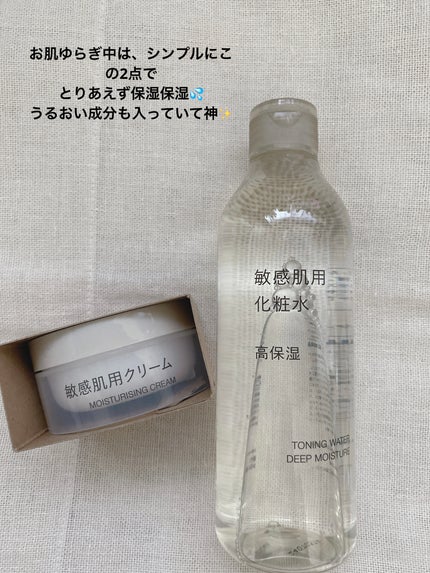 お肌ゆらぎ中は、シンプルにこ
の2点で
とりあえず保湿保湿💦
うるおい成分も入っていて神✨
敏感肌用
化粧水
高保湿
TONING WATER
DEEP MOISTURE
敏感肌用クリーム
MOISTURISING CREAM